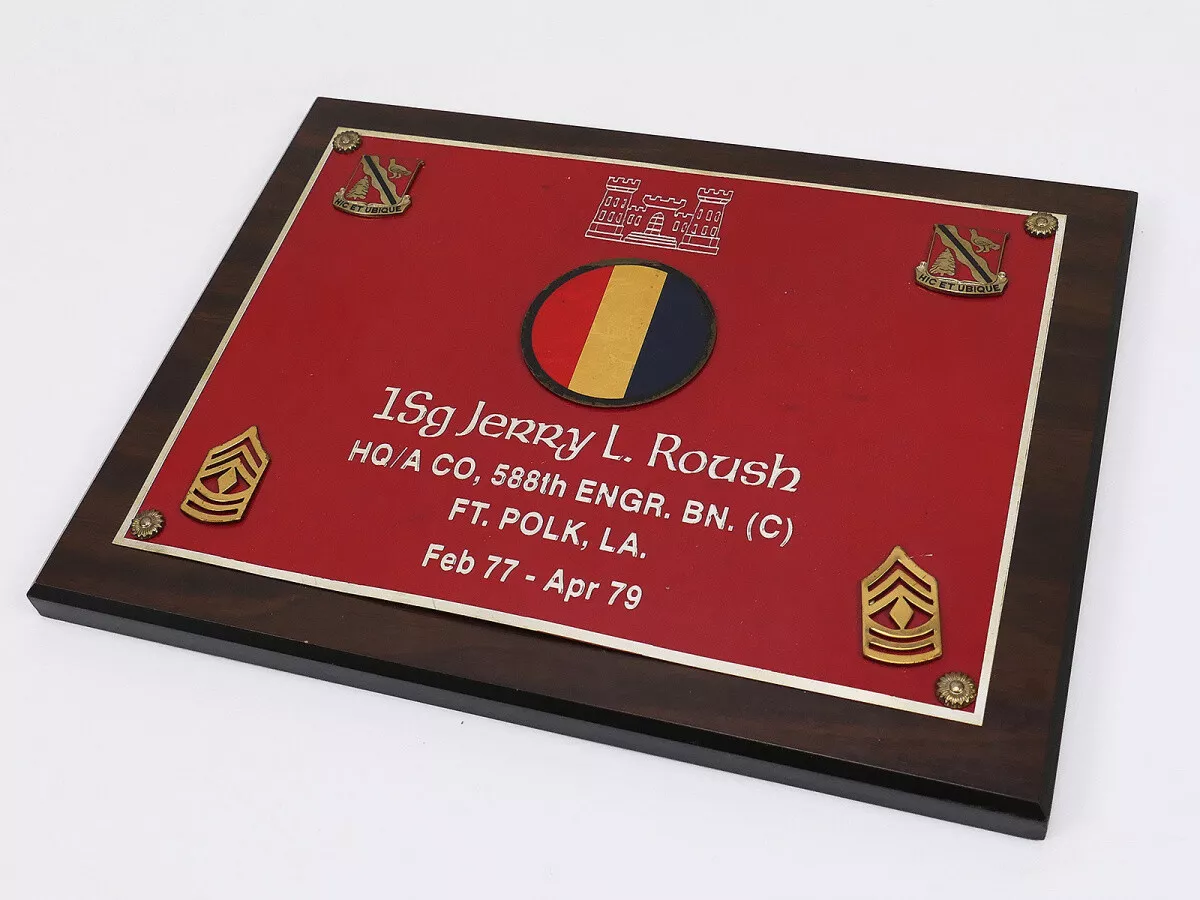 HIC ET UBIQUE
HIC ET UBIQUE
1Sg Jerry L. Roush
HQ/A CO, 588th ENGR. BN. (C)
FT. POLK, LA.
Feb 77 - Apr 79